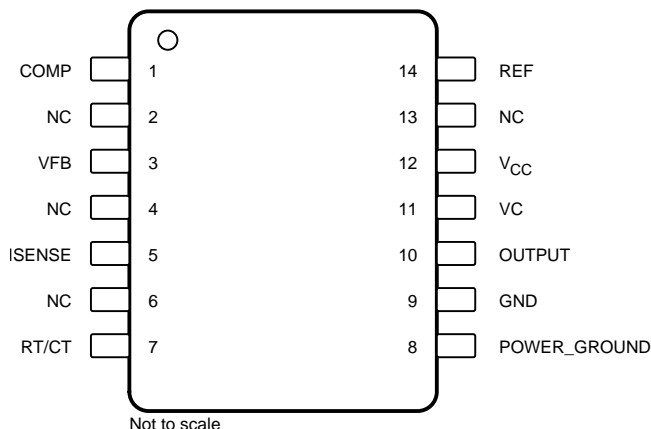 COMP 1 14 REF
NC 2 13 NC
VFB 3 12 VCC
NC 4 11 VC
ISENSE 5 10 OUTPUT
NC 6 9 GND
RT/CT 7 8 POWER_GROUND
Not to scale